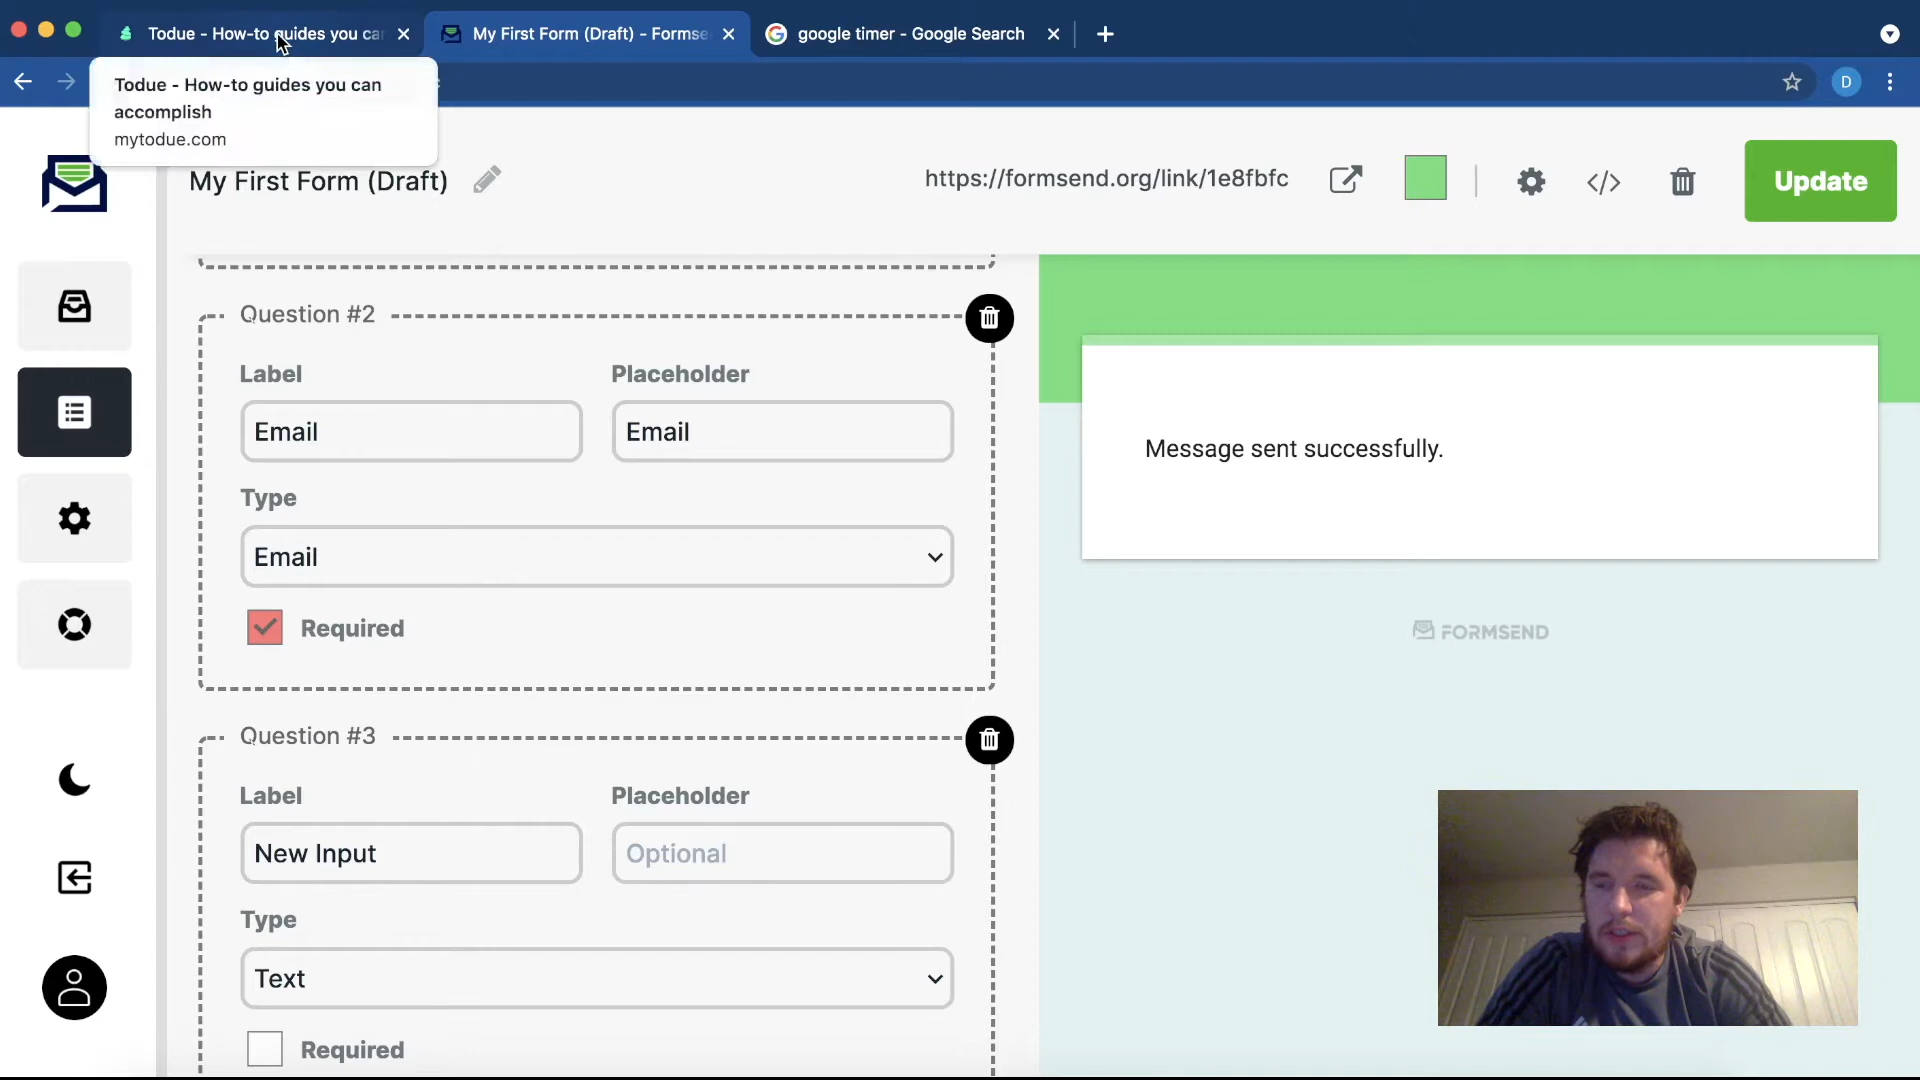 Todue - How-to guides you ca
My First Form (Draft) - Formse
google timer - Google Search
D
Todue - How-to guides you can
accomplish
mytodue.com
My First Form (Draft)
https://formsend.org/link/1e8fbfc
Update
Question #2
Label
Placeholder
Email
Email
Type
Email
Required
Question #3
Label
Placeholder
New Input
Optional
Type
Text
Required
Message sent successfully.
FORMSEND